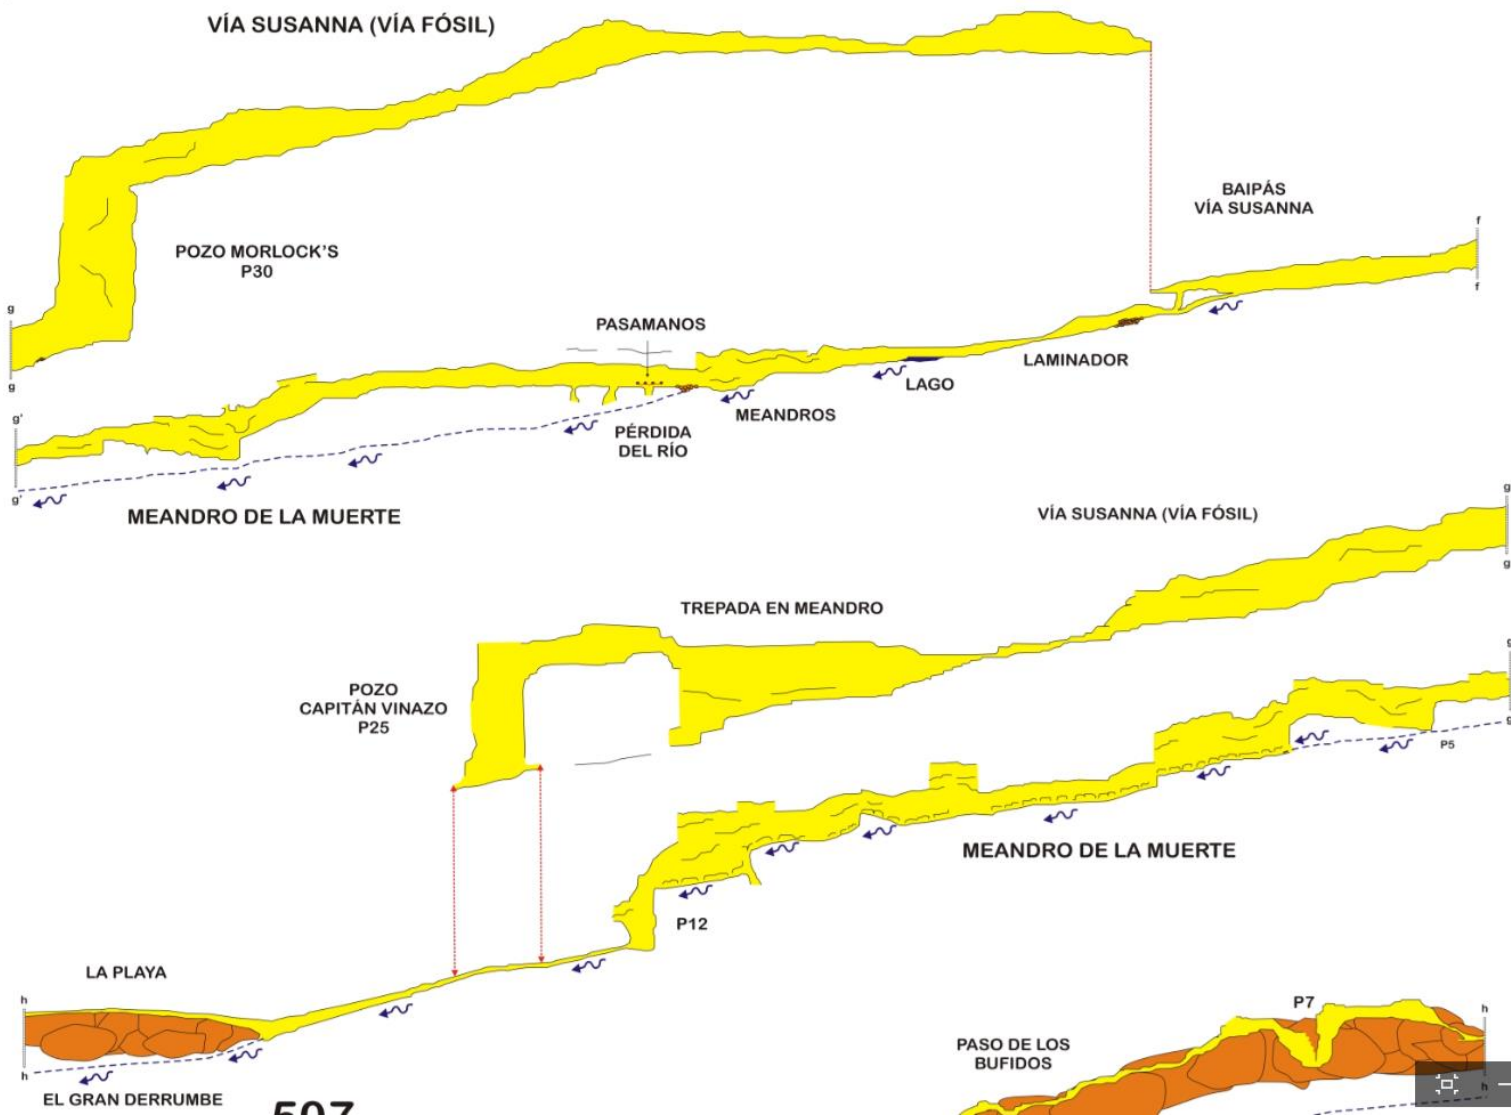 VÍA SUSANNA (VÍA FÓSIL)
BAIPÁS
VÍA SUSANNA
f
f
POZO MORLOCK'S
P30
g
g
PASAMANOS
LAMINADOR
LAGO
MEANDROS
PÉRDIDA
DEL RÍO
g'
g'
MEANDRO DE LA MUERTE
VÍA SUSANNA (VÍA FÓSIL)
g
g
TREPADA EN MEANDRO
POZO
CAPITÁN VINAZO
P25
g
g
P5
MEANDRO DE LA MUERTE
P12
LA PLAYA
h
h
EL GRAN DERRUMBE
P7
h
h
PASO DE LOS
BUFIDOS